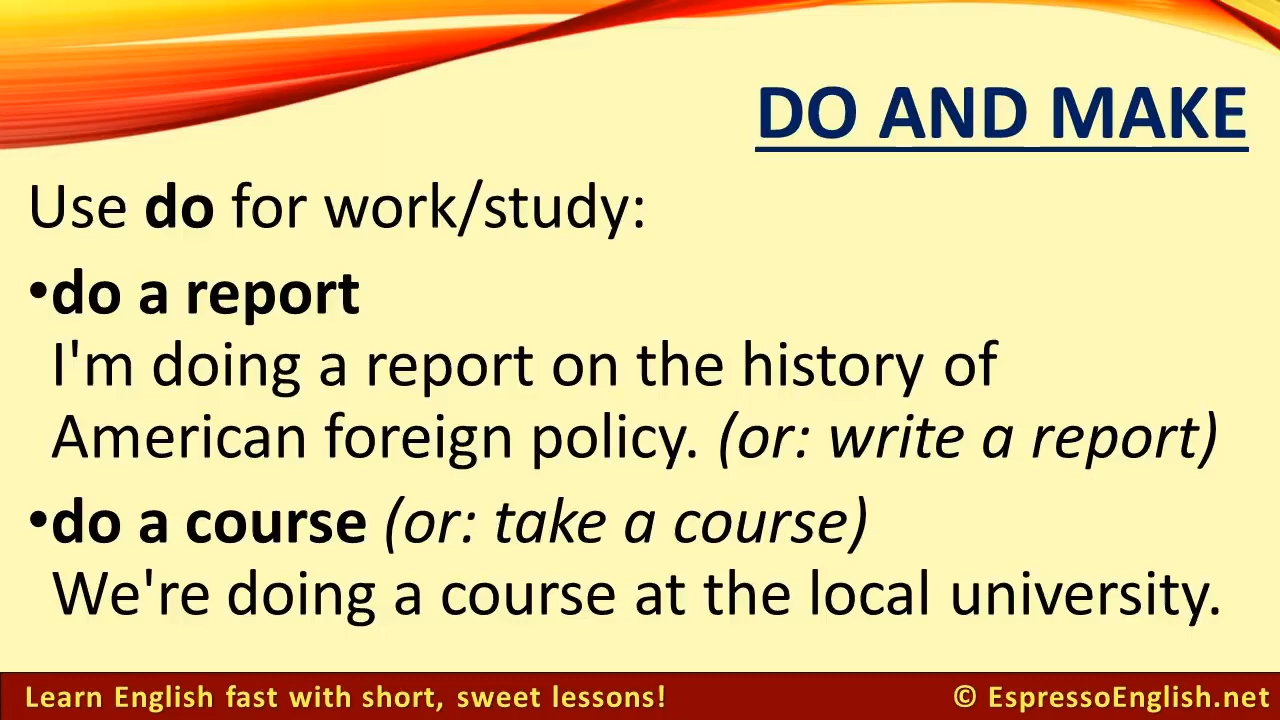 DO AND MAKE
Use do for work/study:
•do a report
I'm doing a report on the history of
American foreign policy. (or: write a report)
•do a course (or: take a course)
We're doing a course at the local university.
Learn English fast with short, sweet lessons!
© EspressoEnglish.net